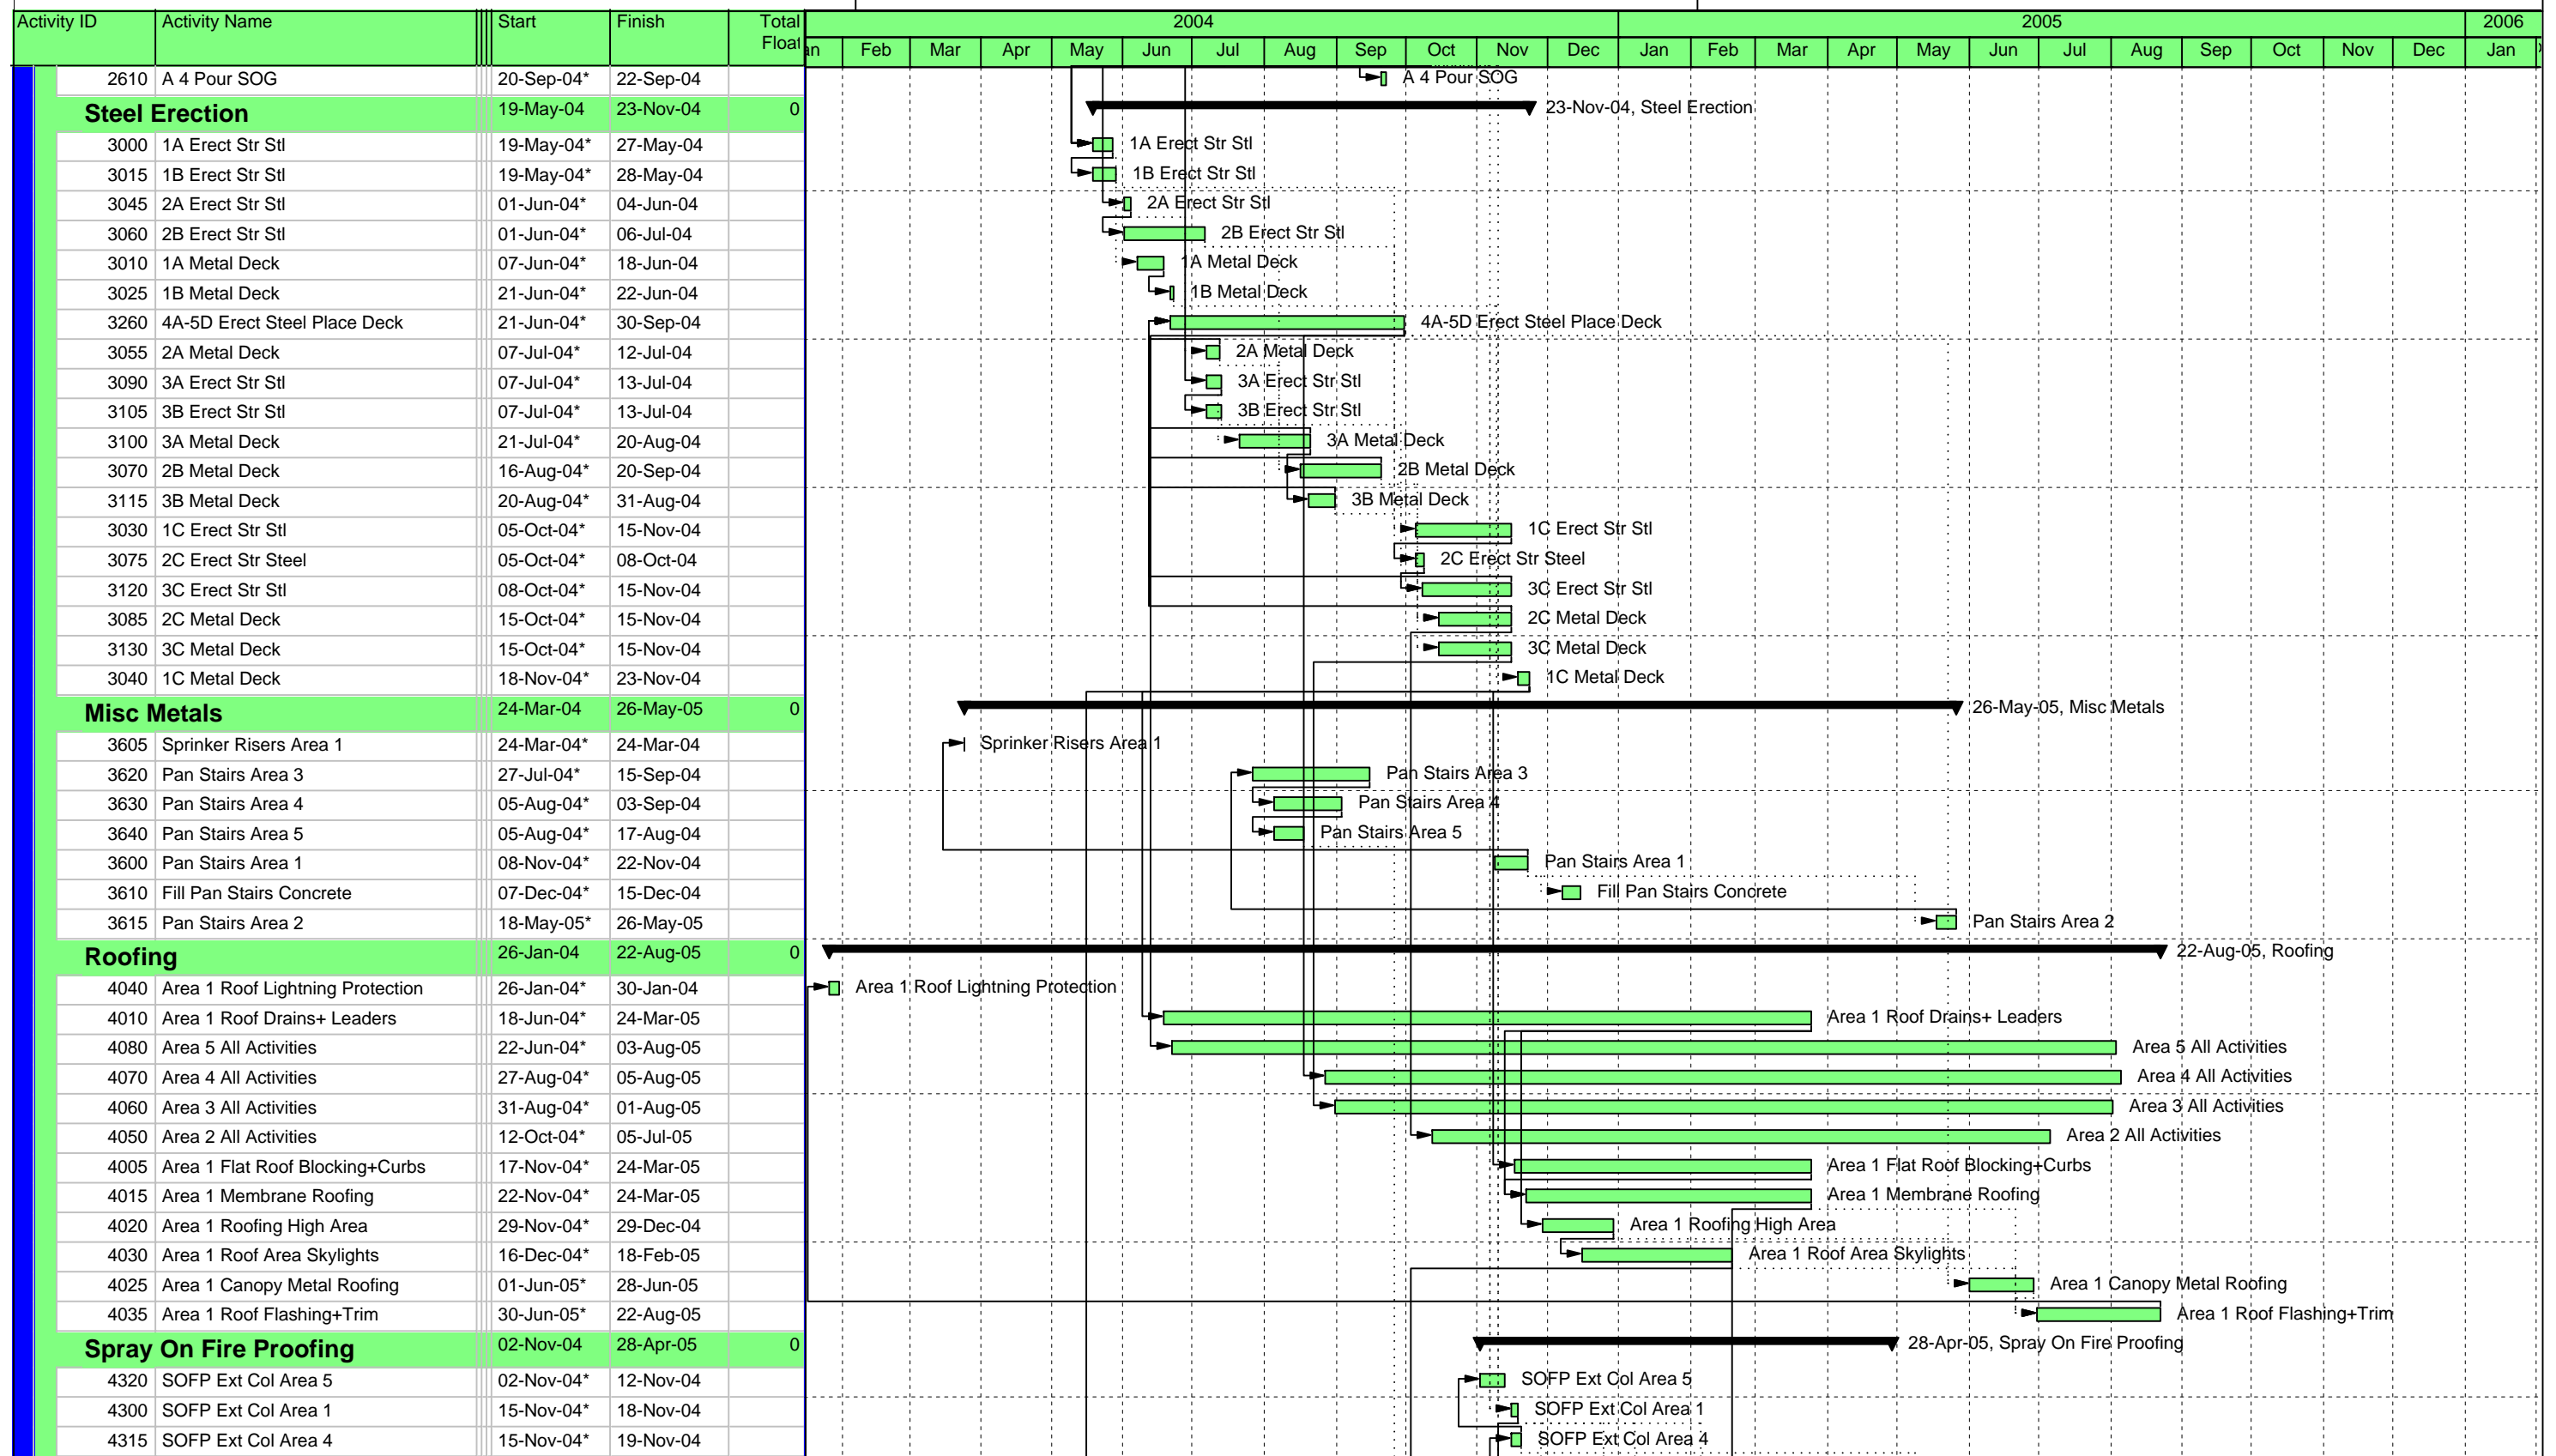 Activity ID Activity Name Start Finish Total Float
2004 2005 2006
an Feb Mar Apr May Jun Jul Aug Sep Oct Nov Dec Jan Feb Mar Apr May Jun Jul Aug Sep Oct Nov Dec Jan
2610 A 4 Pour SOG 20-Sep-04* 22-Sep-04 A 4 Pour SOG
Steel Erection 19-May-04 23-Nov-04 0 23-Nov-04, Steel Erection
3000 1A Erect Str Stl 19-May-04* 27-May-04 1A Erect Str Stl
3015 1B Erect Str Stl 19-May-04* 28-May-04 1B Erect Str Stl
3045 2A Erect Str Stl 01-Jun-04* 04-Jun-04 2A Erect Str Stl
3060 2B Erect Str Stl 01-Jun-04* 06-Jul-04 2B Erect Str Stl
3010 1A Metal Deck 07-Jun-04* 18-Jun-04 1A Metal Deck
3025 1B Metal Deck 21-Jun-04* 22-Jun-04 1B Metal Deck
3260 4A-5D Erect Steel Place Deck 21-Jun-04* 30-Sep-04 4A-5D Erect Steel Place Deck
3055 2A Metal Deck 07-Jul-04* 12-Jul-04 2A Metal Deck
3090 3A Erect Str Stl 07-Jul-04* 13-Jul-04 3A Erect Str Stl
3105 3B Erect Str Stl 07-Jul-04* 13-Jul-04 3B Erect Str Stl
3100 3A Metal Deck 21-Jul-04* 20-Aug-04 3A Metal Deck
3070 2B Metal Deck 16-Aug-04* 20-Sep-04 2B Metal Deck
3115 3B Metal Deck 20-Aug-04* 31-Aug-04 3B Metal Deck
3030 1C Erect Str Stl 05-Oct-04* 15-Nov-04 1C Erect Str Stl
3075 2C Erect Str Steel 05-Oct-04* 08-Oct-04 2C Erect Str Steel
3120 3C Erect Str Stl 08-Oct-04* 15-Nov-04 3C Erect Str Stl
3085 2C Metal Deck 15-Oct-04* 15-Nov-04 2C Metal Deck
3130 3C Metal Deck 15-Oct-04* 15-Nov-04 3C Metal Deck
3040 1C Metal Deck 18-Nov-04* 23-Nov-04 1C Metal Deck
Misc Metals 24-Mar-04 26-May-05 0 26-May-05, Misc Metals
3605 Sprinker Risers Area 1 24-Mar-04* 24-Mar-04 Sprinker Risers Area 1
3620 Pan Stairs Area 3 27-Jul-04* 15-Sep-04 Pan Stairs Area 3
3630 Pan Stairs Area 4 05-Aug-04* 03-Sep-04 Pan Stairs Area 4
3640 Pan Stairs Area 5 05-Aug-04* 17-Aug-04 Pan Stairs Area 5
3600 Pan Stairs Area 1 08-Nov-04* 22-Nov-04 Pan Stairs Area 1
3610 Fill Pan Stairs Concrete 07-Dec-04* 15-Dec-04 Fill Pan Stairs Concrete
3615 Pan Stairs Area 2 18-May-05* 26-May-05 Pan Stairs Area 2
Roofing 26-Jan-04 22-Aug-05 0 22-Aug-05, Roofing
4040 Area 1 Roof Lightning Protection 26-Jan-04* 30-Jan-04 Area 1 Roof Lightning Protection
4010 Area 1 Roof Drains+ Leaders 18-Jun-04* 24-Mar-05 Area 1 Roof Drains+ Leaders
4080 Area 5 All Activities 22-Jun-04* 03-Aug-05 Area 5 All Activities
4070 Area 4 All Activities 27-Aug-04* 05-Aug-05 Area 4 All Activities
4060 Area 3 All Activities 31-Aug-04* 01-Aug-05 Area 3 All Activities
4050 Area 2 All Activities 12-Oct-04* 05-Jul-05 Area 2 All Activities
4005 Area 1 Flat Roof Blocking+Curbs 17-Nov-04* 24-Mar-05 Area 1 Flat Roof Blocking+Curbs
4015 Area 1 Membrane Roofing 22-Nov-04* 24-Mar-05 Area 1 Membrane Roofing
4020 Area 1 Roofing High Area 29-Nov-04* 29-Dec-04 Area 1 Roofing High Area
4030 Area 1 Roof Area Skylights 16-Dec-04* 18-Feb-05 Area 1 Roof Area Skylights
4025 Area 1 Canopy Metal Roofing 01-Jun-05* 28-Jun-05 Area 1 Canopy Metal Roofing
4035 Area 1 Roof Flashing+Trim 30-Jun-05* 22-Aug-05 Area 1 Roof Flashing+Trim
Spray On Fire Proofing 02-Nov-04 28-Apr-05 0 28-Apr-05, Spray On Fire Proofing
4320 SOFP Ext Col Area 5 02-Nov-04* 12-Nov-04 SOFP Ext Col Area 5
4300 SOFP Ext Col Area 1 15-Nov-04* 18-Nov-04 SOFP Ext Col Area 1
4315 SOFP Ext Col Area 4 15-Nov-04* 19-Nov-04 SOFP Ext Col Area 4